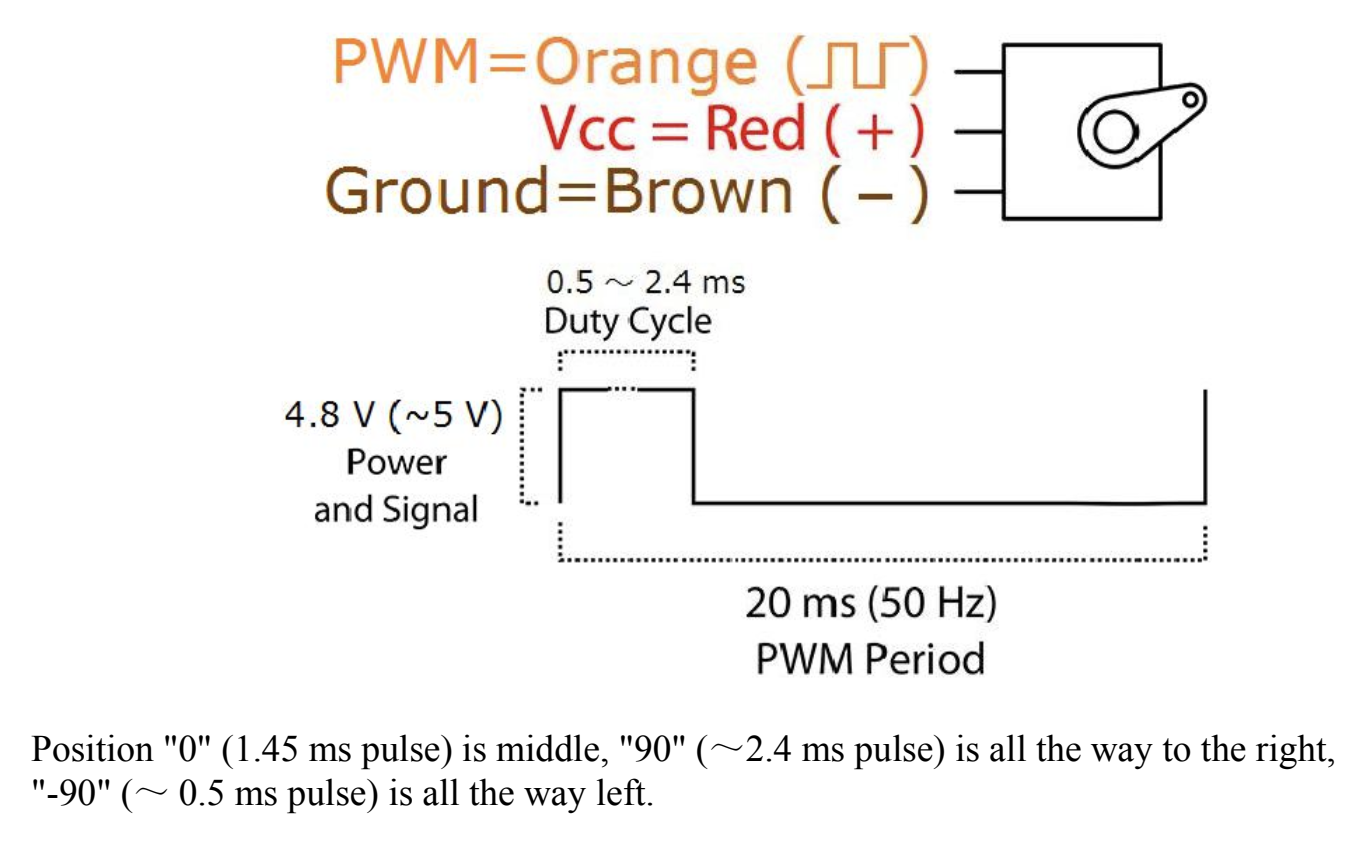 PWM=Orange (⎍⎍)
Vcc = Red ( + )
Ground=Brown ( − )
0.5 ～ 2.4 ms
Duty Cycle
4.8 V (~5 V)
Power
and Signal
20 ms (50 Hz)
PWM Period
Position "0" (1.45 ms pulse) is middle, "90" (～2.4 ms pulse) is all the way to the right,
"-90" (～ 0.5 ms pulse) is all the way left.